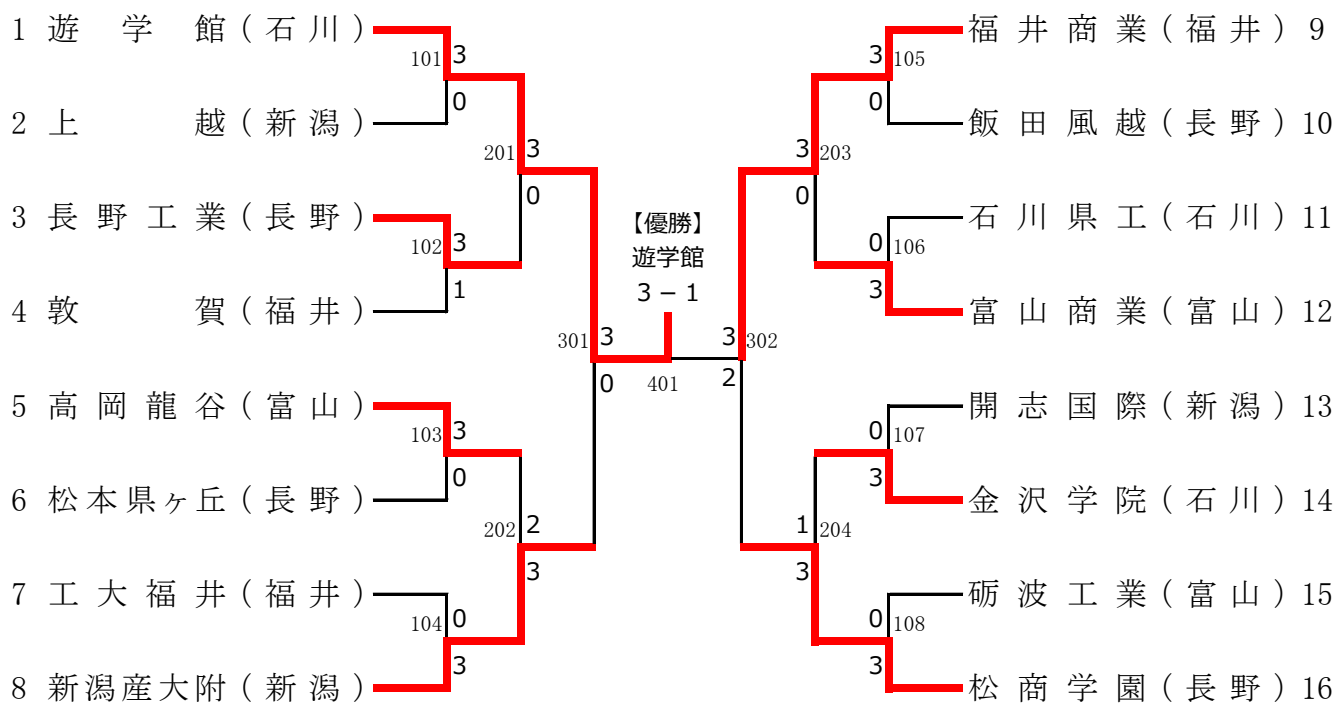 1 遊学館(石川)
101 3
0
2 上越(新潟)
201 3
0
3 長野工業(長野)
102 3
1
4 敦賀(福井)
301 3
0
5 高岡龍谷(富山)
103 3
0
6 松本県ヶ丘(長野)
202 2
3
7 工大福井(福井)
104 0
3
8 新潟産大附(新潟)
【優勝】
遊学館
3 – 1
401
福井商業(福井) 9
3 105
0
飯田風越(長野) 10
3 203
0
石川県工(石川) 11
0 106
3
富山商業(富山) 12
3 302
2
開志国際(新潟) 13
0 107
3
金沢学院(石川) 14
1 204
3
砺波工業(富山) 15
0 108
3
松商学園(長野) 16